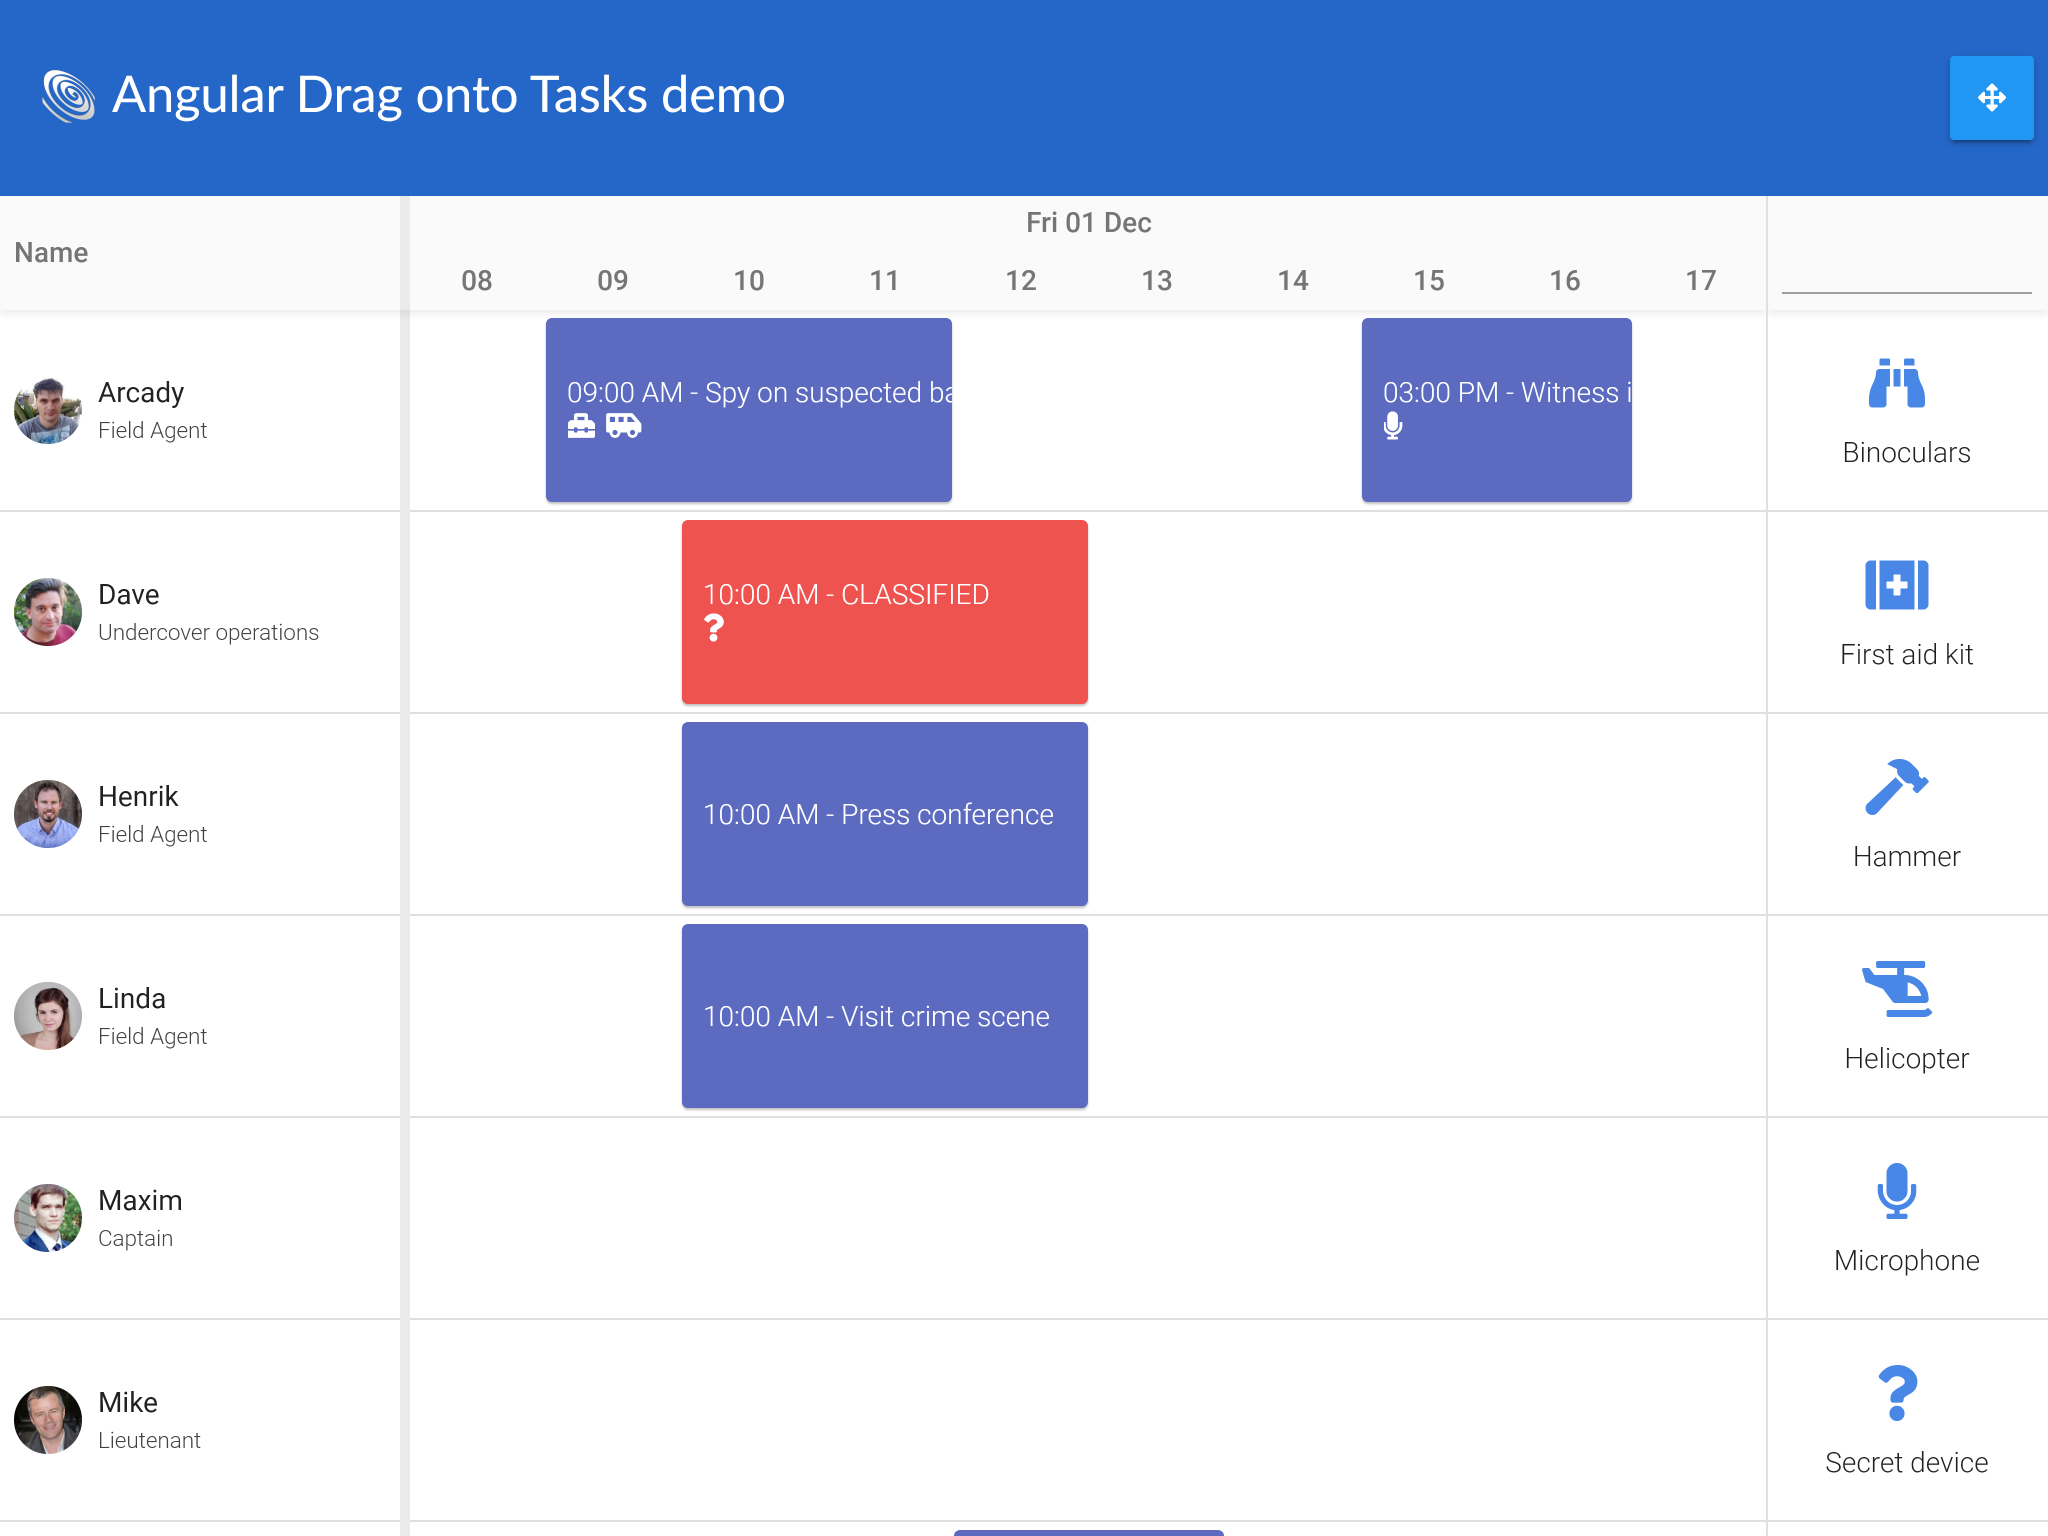 Angular Drag onto Tasks demo
Name
Fri 01 Dec
08 09 10 11 12 13 14 15 16 17
Arcady
Field Agent
09:00 AM - Spy on suspected ba
03:00 PM - Witness i
Binoculars
Dave
Undercover operations
10:00 AM - CLASSIFIED
First aid kit
Henrik
Field Agent
10:00 AM - Press conference
Hammer
Linda
Field Agent
10:00 AM - Visit crime scene
Helicopter
Maxim
Captain
Microphone
Mike
Lieutenant
Secret device